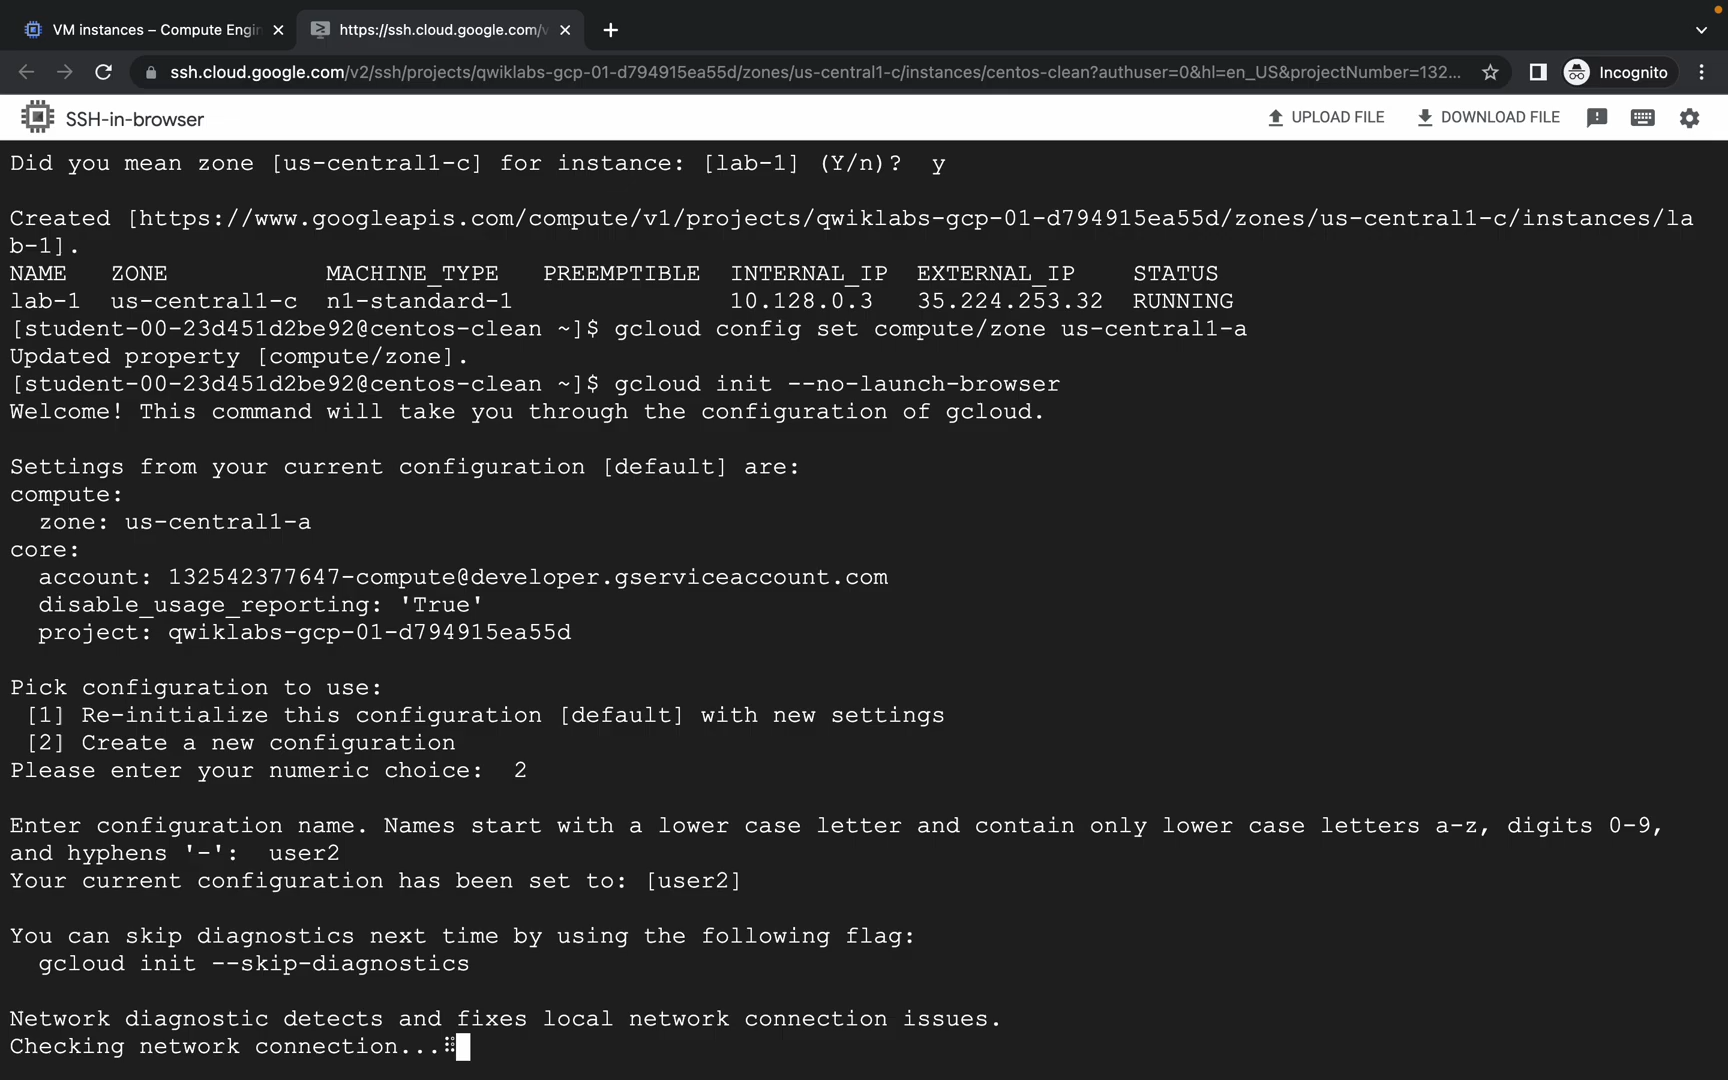 VM instances – Compute Engin
https://ssh.cloud.google.com/v
ssh.cloud.google.com/v2/ssh/projects/qwiklabs-gcp-01-d794915ea55d/zones/us-central1-c/instances/centos-clean?authuser=0&hl=en_US&projectNumber=132...
Incognito
SSH-in-browser
UPLOAD FILE
DOWNLOAD FILE
Did you mean zone [us-central1-c] for instance: [lab-1] (Y/n)?  y
Created [https://www.googleapis.com/compute/v1/projects/qwiklabs-gcp-01-d794915ea55d/zones/us-central1-c/instances/la
b-1].
NAME   ZONE           MACHINE_TYPE   PREEMPTIBLE  INTERNAL_IP  EXTERNAL_IP    STATUS
lab-1  us-central1-c  n1-standard-1               10.128.0.3   35.224.253.32  RUNNING
[student-00-23d451d2be92@centos-clean ~]$ gcloud config set compute/zone us-central1-a
Updated property [compute/zone].
[student-00-23d451d2be92@centos-clean ~]$ gcloud init --no-launch-browser
Welcome! This command will take you through the configuration of gcloud.
Settings from your current configuration [default] are:
compute:
  zone: us-central1-a
core:
  account: 132542377647-compute@developer.gserviceaccount.com
  disable_usage_reporting: 'True'
  project: qwiklabs-gcp-01-d794915ea55d
Pick configuration to use:
 [1] Re-initialize this configuration [default] with new settings
 [2] Create a new configuration
Please enter your numeric choice:  2
Enter configuration name. Names start with a lower case letter and contain only lower case letters a-z, digits 0-9,
and hyphens '-':  user2
Your current configuration has been set to: [user2]
You can skip diagnostics next time by using the following flag:
  gcloud init --skip-diagnostics
Network diagnostic detects and fixes local network connection issues.
Checking network connection...